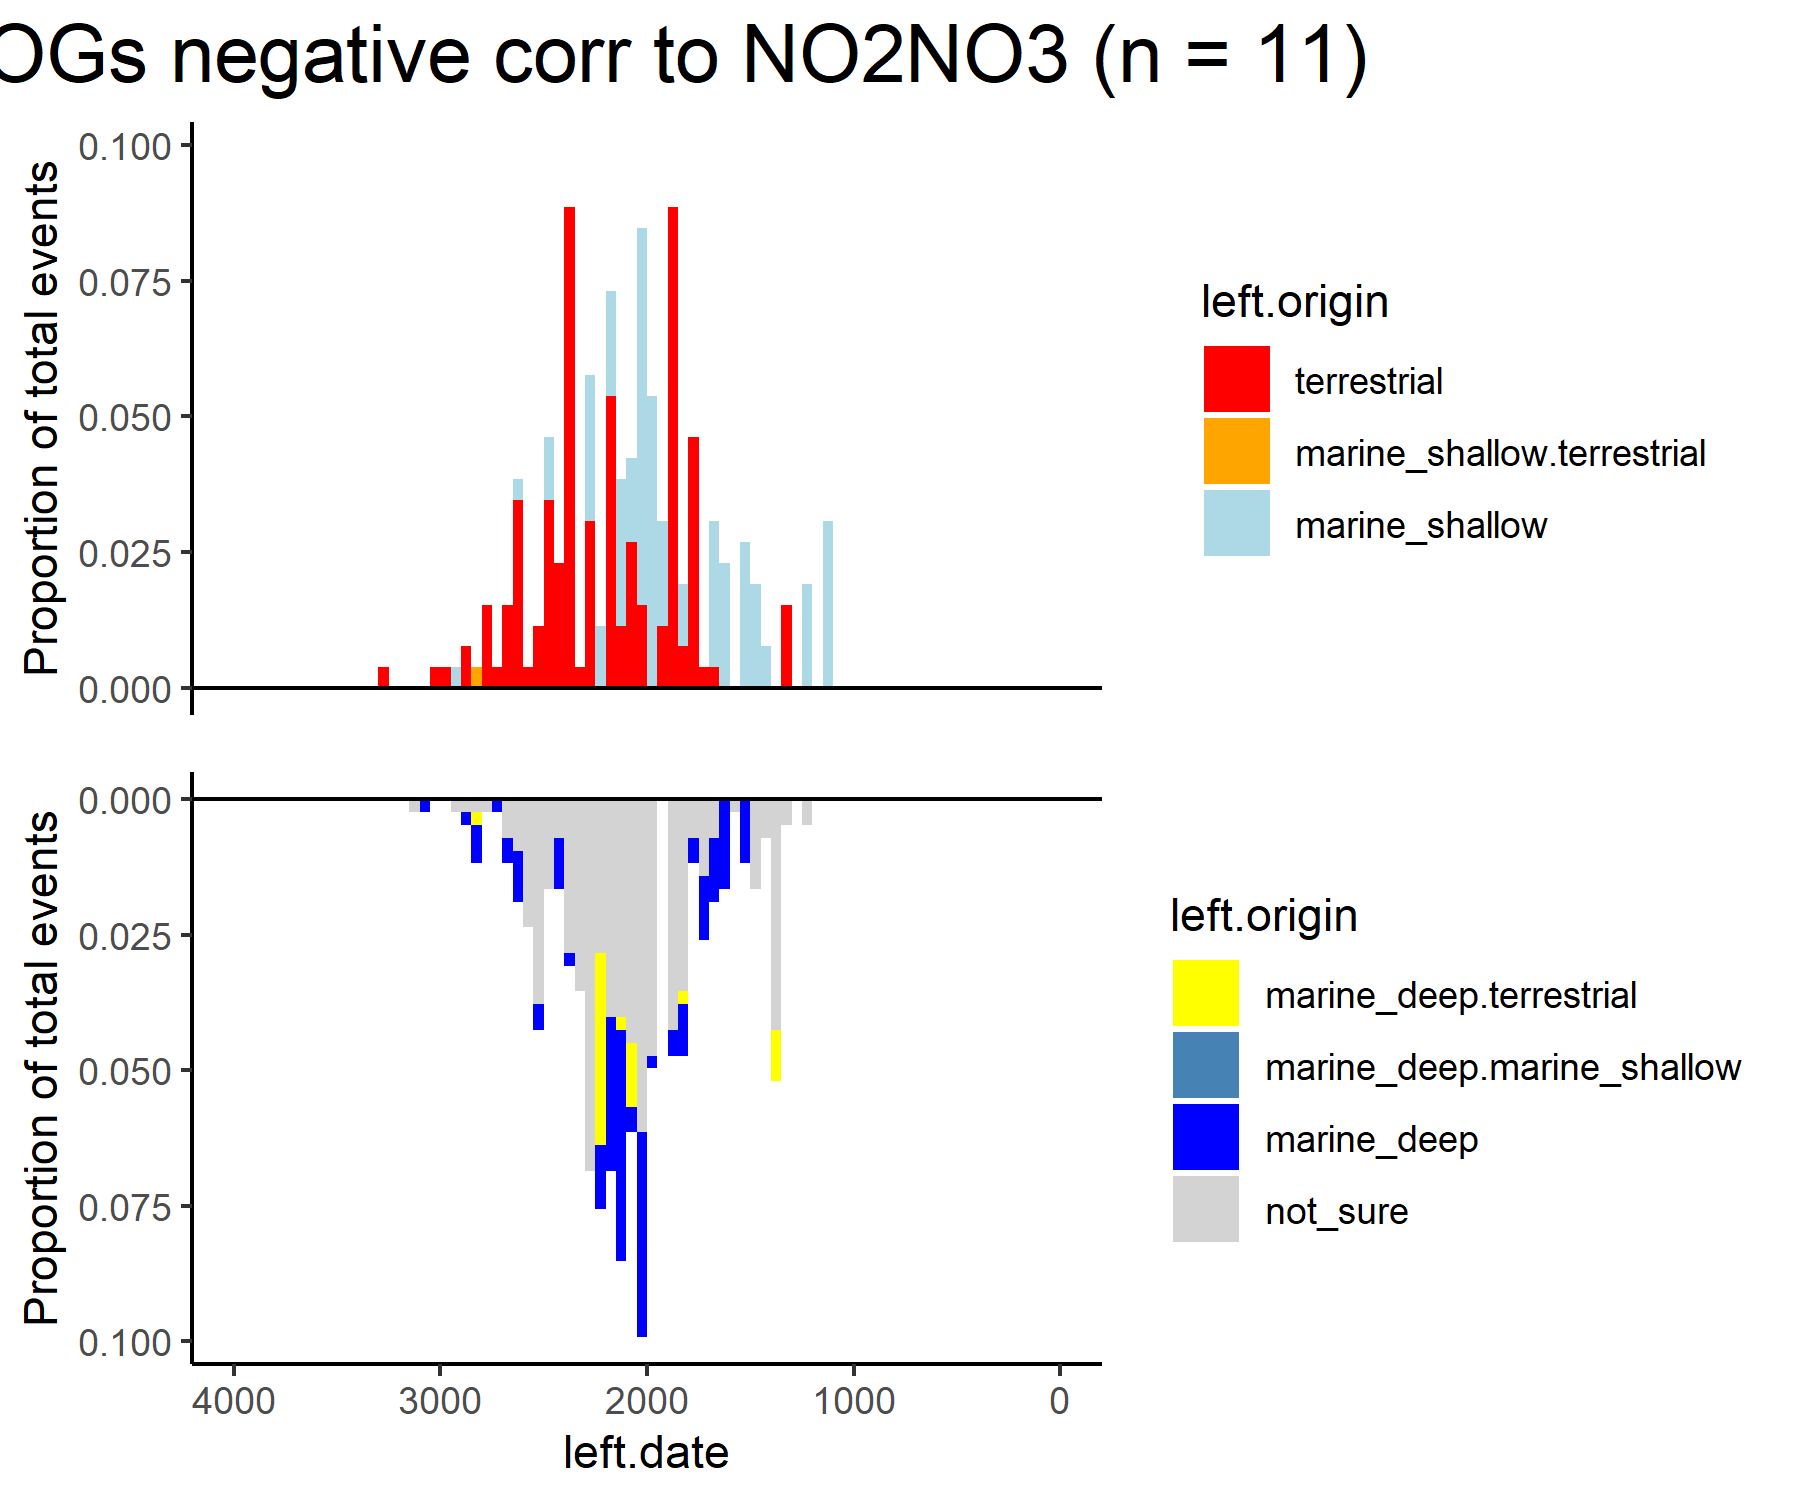 OGs negative corr to NO2NO3 (n = 11)
Proportion of total events
0.100
0.075
0.050
0.025
0.000
left.origin
terrestrial
marine_shallow.terrestrial
marine_shallow
Proportion of total events
0.000
0.025
0.050
0.075
0.100
4000 3000 2000 1000 0
left.date
left.origin
marine_deep.terrestrial
marine_deep.marine_shallow
marine_deep
not_sure